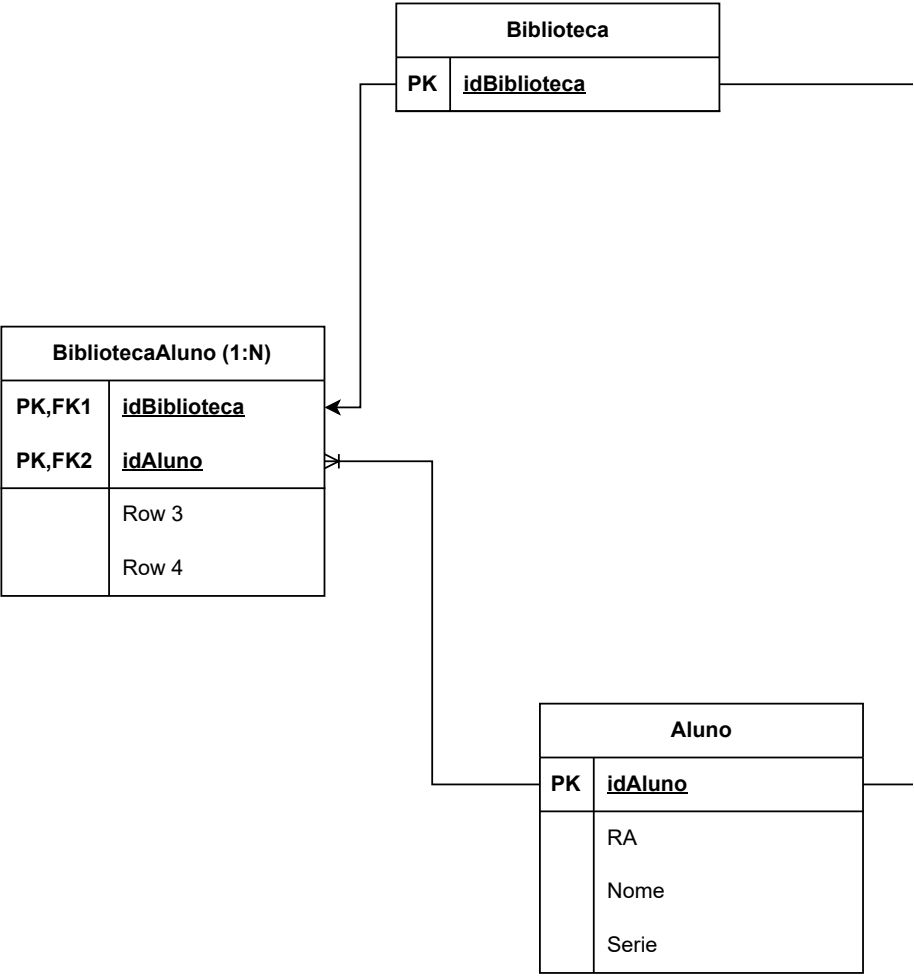 Biblioteca
PK idBiblioteca
BibliotecaAluno (1:N)
PK,FK1 idBiblioteca
PK,FK2 idAluno
Row 3
Row 4
Aluno
PK idAluno
RA
Nome
Serie